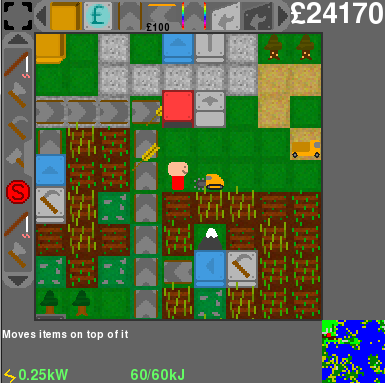 £24170
£
£100
S
Moves items on top of it
0.25kW
60/60kJ